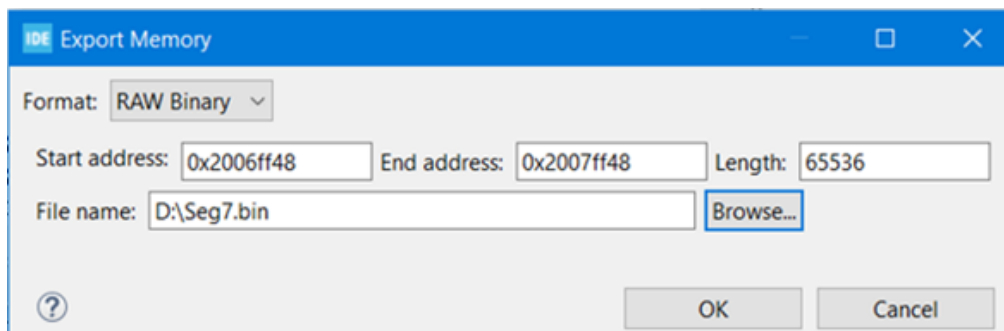 IDE Export Memory
Format: RAW Binary
Start address: 0x2006ff48 End address: 0x2007ff48 Length: 65536
File name: D:\Seg7.bin Browse...
? OK Cancel